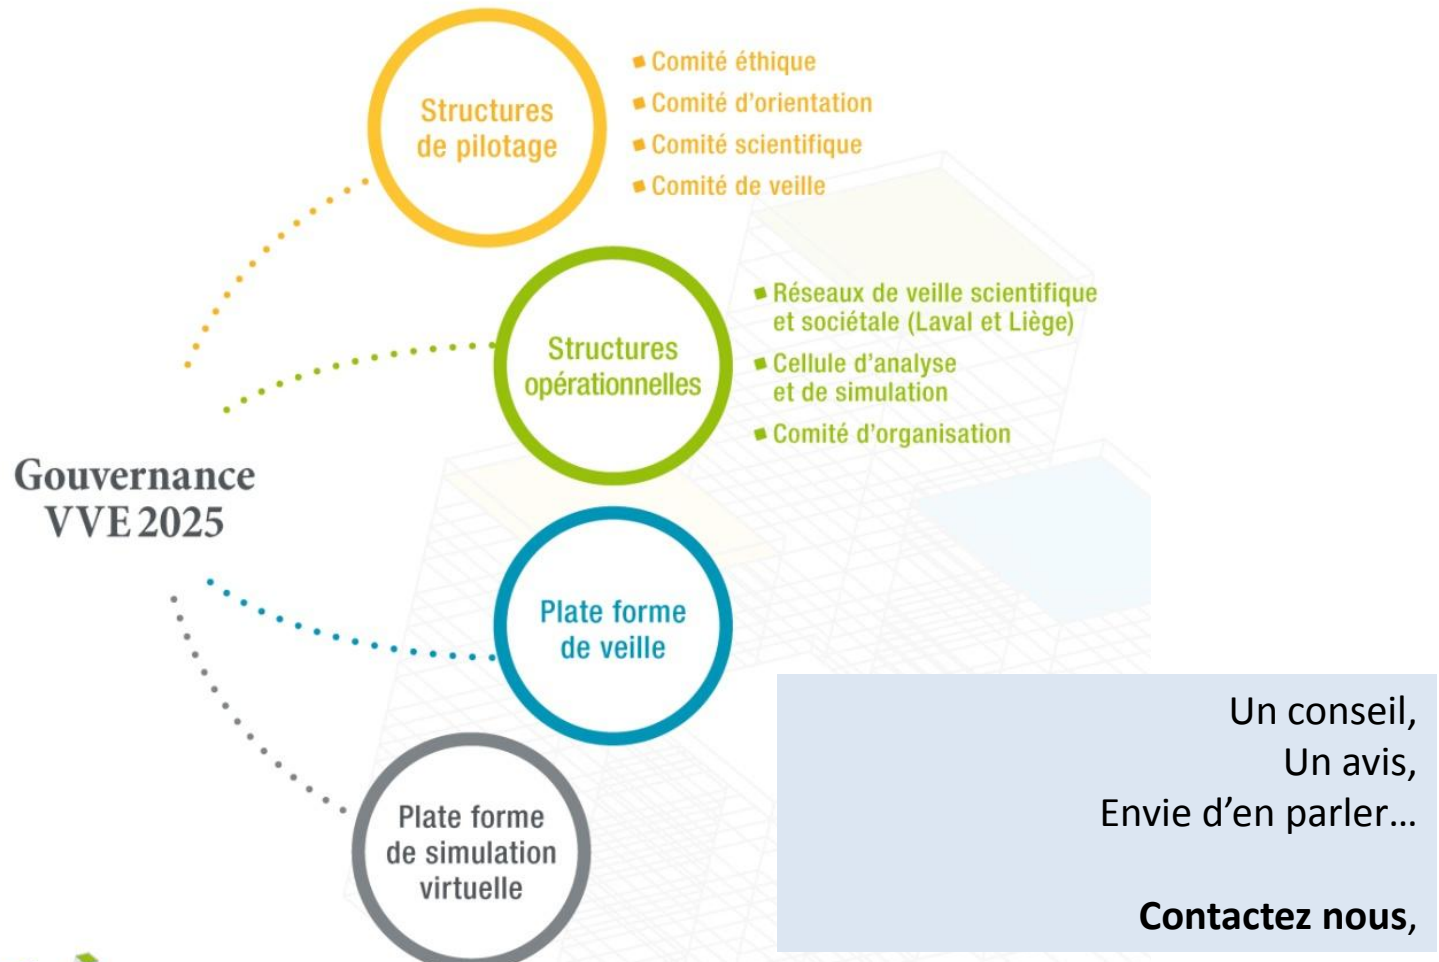 Structures
de pilotage
Comité éthique
Comité d'orientation
Comité scientifique
Comité de veille
Structures
opérationnelles
Réseaux de veille scientifique
et sociétale (Laval et Liège)
Cellule d'analyse
et de simulation
Comité d'organisation
Gouvernance
VVE 2025
Plate forme
de veille
Plate forme
de simulation
virtuelle
Un conseil,
Un avis,
Envie d’en parler…
Contactez nous,